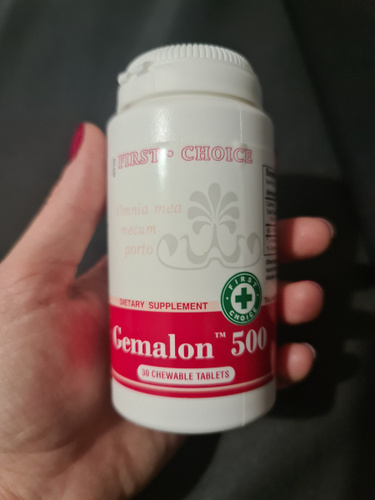 FIRST · CHOICE
Omnia mea
mecum
porto
DIETARY SUPPLEMENT
FIRST
CHOICE
Gemalon™ 500
30 CHEWABLE TABLETS